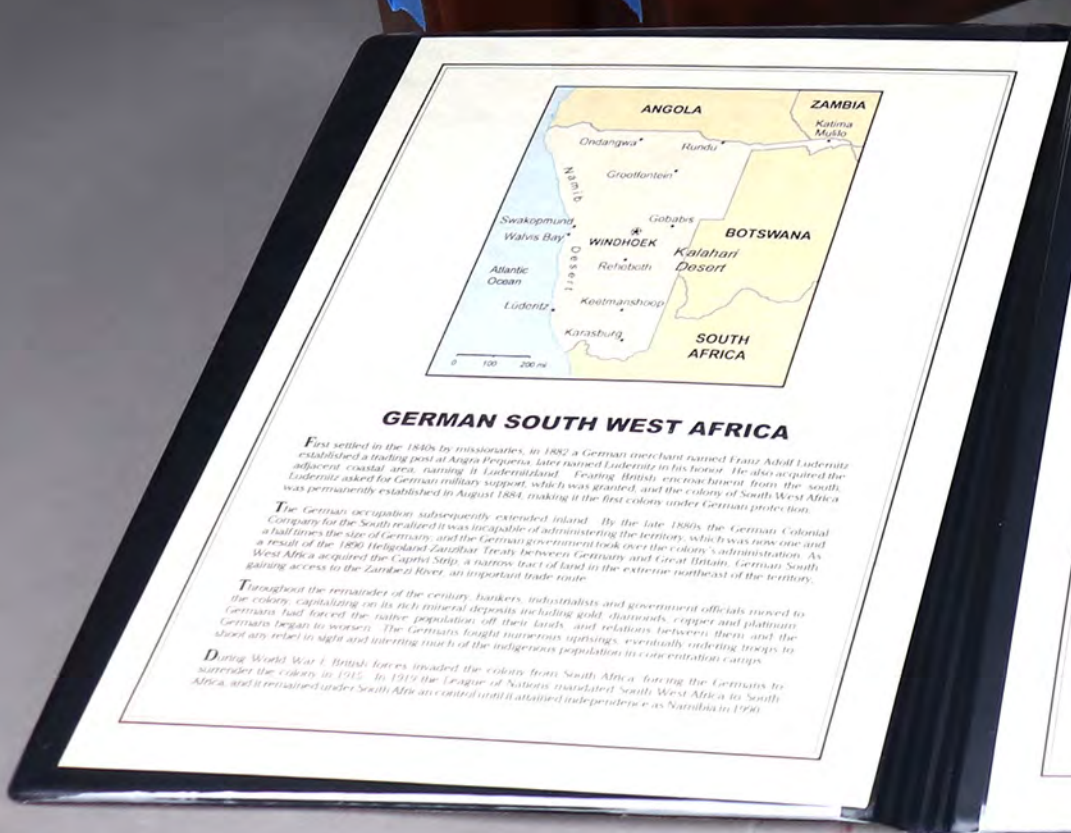 ANGOLA
ZAMBIA
Katima
Mulilo
Ondangwa
Rundu
Grootfontein
Namib
Swakopmund
Gobabis
Walvis Bay
WINDHOEK
BOTSWANA
Kalahari
Desert
Rehoboth
Desert
Atlantic
Ocean
Lüderitz
Keetmanshoop
Karasburg
SOUTH
AFRICA
0 100 200 mi
GERMAN SOUTH WEST AFRICA
First settled in the 1840s by missionaries, in 1882 a German merchant named Franz Adolf Ludernitz
established a trading post at Angra Pequena, later named Ludernitz in his honor. He also acquired the
adjacent coastal area, naming it Ludernitzland. Fearing British encroachment from the south,
Ludernitz asked for German military support, which was granted, and the colony of South West Africa
was permanently established in August 1884, making it the first colony under German protection.
The German occupation subsequently extended inland. By the late 1880s the German Colonial
Company for the South realized it was incapable of administering the territory, which was now one and
a half times the size of Germany, and the German government took over the colony's administration. As
a result of the 1890 Heligoland-Zanzibar Treaty between Germany and Great Britain, German South
West Africa acquired the Caprivi Strip, a narrow tract of land in the extreme northeast of the territory,
gaining access to the Zambezi River, an important trade route.
Throughout the remainder of the century, bankers, industrialists and government officials moved to
the colony, capitalizing on its rich mineral deposits including gold, diamonds, copper and platinum.
Germans had forced the native population off their lands, and relations between them and the
Germans began to worsen. The Germans fought numerous uprisings, eventually ordering troops to
shoot any rebel in sight and interring much of the indigenous population in concentration camps.
During World War I, British forces invaded the colony from South Africa, forcing the Germans to
surrender the colony in 1915. In 1919 the League of Nations mandated South West Africa to South
Africa, and it remained under South African control until it attained independence as Namibia in 1990.